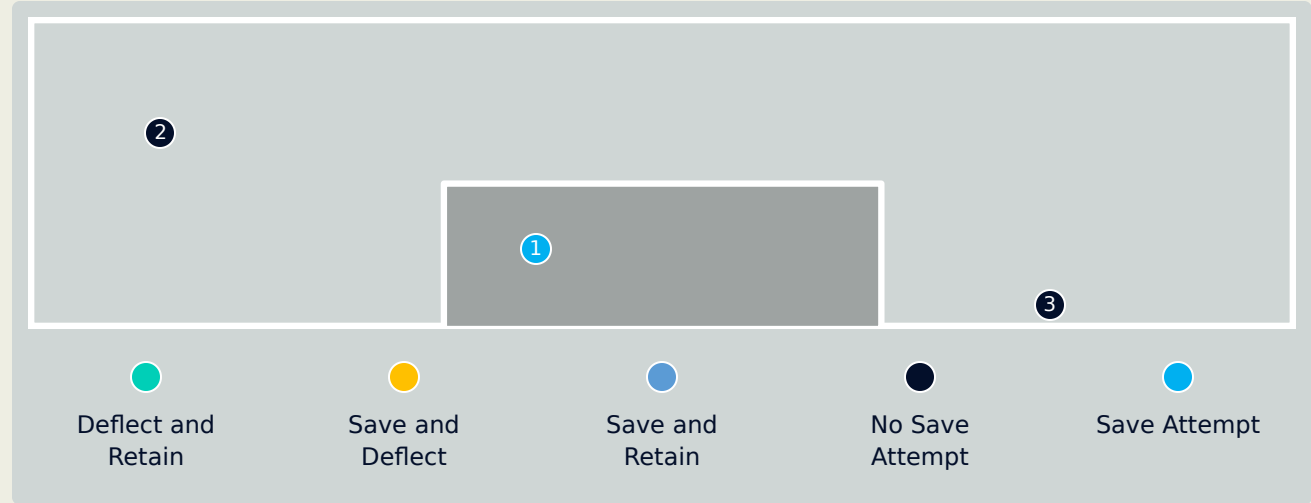 2
1
3
Deflect and
Retain
Save and
Deflect
Save and
Retain
No Save
Attempt
Save Attempt